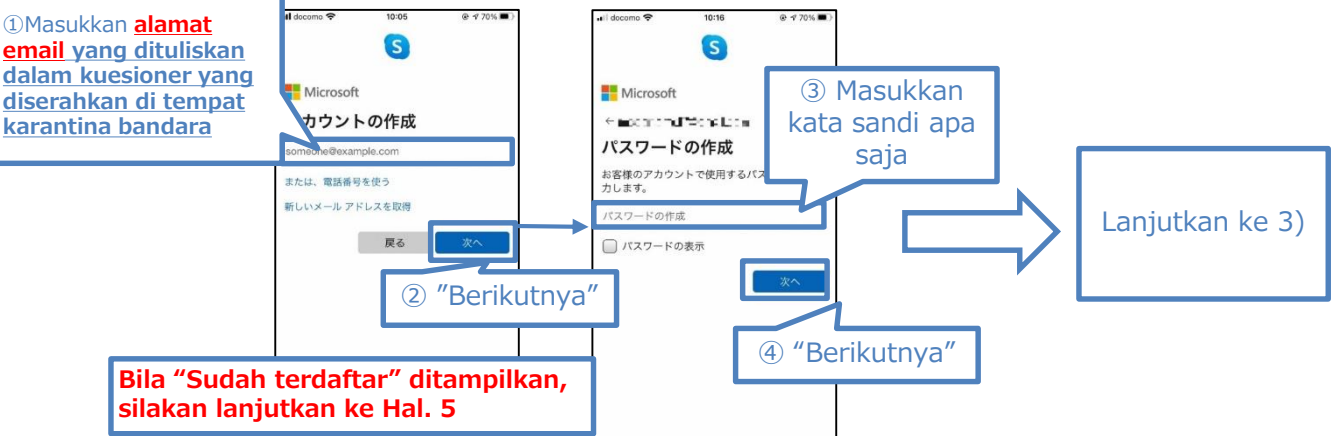 ①Masukkan alamat
email yang dituliskan
dalam kuesioner yang
diserahkan di tempat
karantina bandara
docomo 10:05 70%
S
Microsoft
カウントの作成
someone@example.com
または、電話番号を使う
新しいメール アドレスを取得
戻る 次へ
② ”Berikutnya”
Bila “Sudah terdaftar” ditampilkan,
silakan lanjutkan ke Hal. 5
docomo 10:16 70%
S
Microsoft
パスワードの作成
お客様のアカウントで使用するパス
力します。
パスワードの作成
パスワードの表示
次へ
③ Masukkan
kata sandi apa
saja
④ “Berikutnya”
Lanjutkan ke 3)